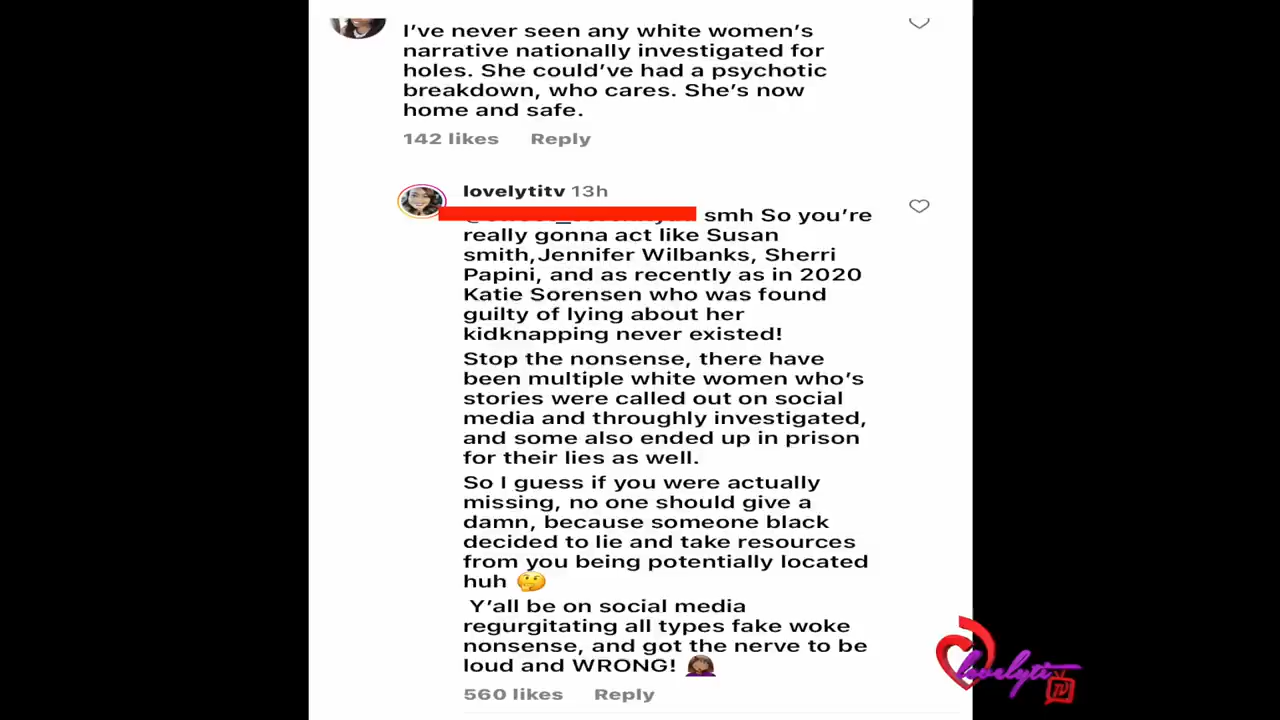 I've never seen any white women's
narrative nationally investigated for
holes. She could've had a psychotic
breakdown, who cares. She's now
home and safe.
142 likes Reply
lovelytitv 13h
smh So you're
really gonna act like Susan
smith,Jennifer Wilbanks, Sherri
Papini, and as recently as in 2020
Katie Sorensen who was found
guilty of lying about her
kidknapping never existed!
Stop the nonsense, there have
been multiple white women who's
stories were called out on social
media and throughly investigated,
and some also ended up in prison
for their lies as well.
So I guess if you were actually
missing, no one should give a
damn, because someone black
decided to lie and take resources
from you being potentially located
huh 🤔
Y'all be on social media
regurgitating all types fake woke
nonsense, and got the nerve to be
loud and WRONG! 🤦🏾‍♀️
560 likes Reply
lovelyti
TV